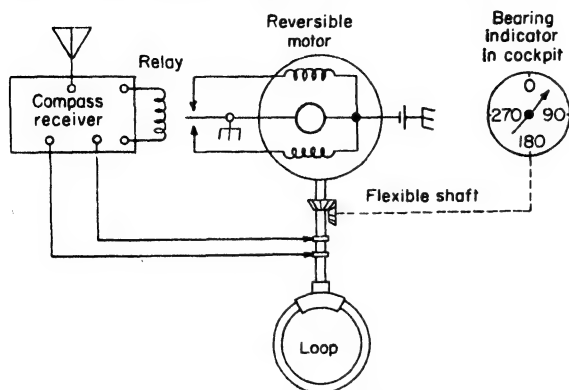 Reversible
motor
Bearing
indicator
in cockpit
Relay
Compass
receiver
0
270
90
180
Flexible shaft
Loop